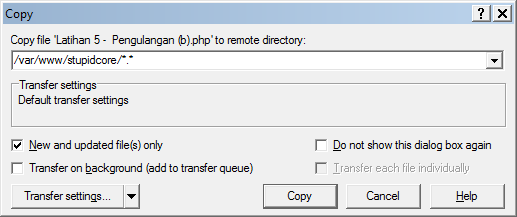 Copy
Copy file 'Latihan 5 -  Pengulangan (b).php' to remote directory:
/var/www/stupidcore/*.*
Transfer settings
Default transfer settings
New and updated file(s) only
Do not show this dialog box again
Transfer on background (add to transfer queue)
Transfer each file individually
Transfer settings...
Copy
Cancel
Help